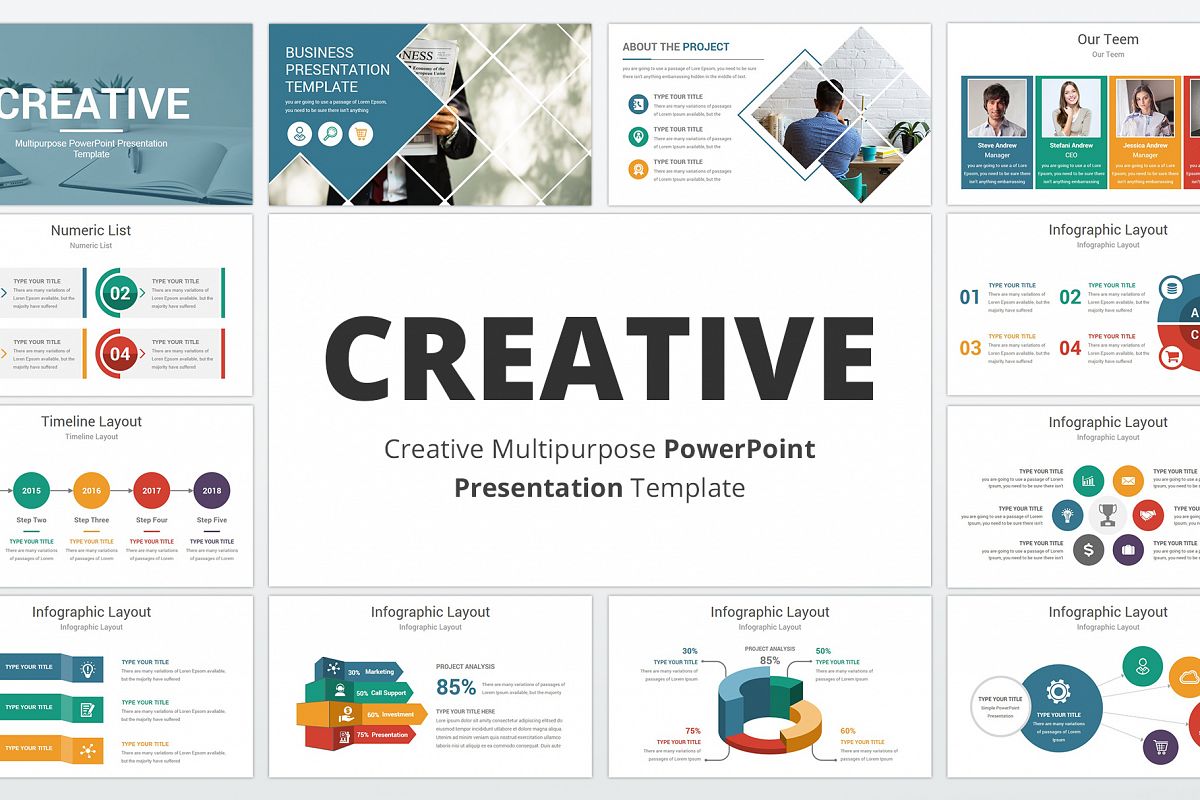 CREATIVE
Multipurpose PowerPoint Presentation
Template
BUSINESS
PRESENTATION
TEMPLATE
you are going to use a passage of Lorem Ipsum,
you need to be sure there isn't anything
NESS
Economy of the
European Union
ABOUT THE PROJECT
you are going to use a passage of Lorem Ipsum, you need to be sure
there isn't anything embarrassing hidden in the middle of text.
TYPE YOUR TITLE
There are many variations of passages
of Lorem Ipsum available, but the
TYPE YOUR TITLE
There are many variations of passages
of Lorem Ipsum available, but the
TYPE TOUR TITLE
There are many variations of passages
of Lorem Ipsum available, but the
Our Teem
Our Teem
Steve Andrew
Manager
you are going to use a of Lore
Epsum, you need to be sure there
isn't anything embarrassing
Stefani Andrew
CEO
you are going to use a of Lore
Epsum, you need to be sure there
isn't anything embarrassing
Jessica Andrew
Manager
you are going to use a of Lore
Epsum, you need to be sure there
isn't anything embarrassing
Numeric List
Numeric List
TYPE YOUR TITLE
There are many variations of
Loren Epsom available, but the
majority have suffered
02
TYPE YOUR TITLE
There are many variations of
Loren Epsom available, but the
majority have suffered
TYPE YOUR TITLE
There are many variations of
Loren Epsom available, but the
majority have suffered
04
TYPE YOUR TITLE
There are many variations of
Loren Epsom available, but the
majority have suffered
CREATIVE
Creative Multipurpose PowerPoint
Presentation Template
Infographic Layout
Infographic Layout
01
TYPE YOUR TITLE
There are many variations of
Loren Epsom available, but the
majority have suffered
02
TYPE YOUR TITLE
There are many variations of
Loren Epsom available, but the
majority have suffered
03
TYPE YOUR TITLE
There are many variations of
Loren Epsom available, but the
majority have suffered
04
TYPE YOUR TITLE
There are many variations of
Loren Epsom available, but the
majority have suffered
A
C
Timeline Layout
Timeline Layout
2015
2016
2017
2018
Step Two
Step Three
Step Four
Step Five
TYPE YOUR TITLE
There are many variations
of passages of Lorem
TYPE YOUR TITLE
There are many variations
of passages of Lorem
TYPE YOUR TITLE
There are many variations
of passages of Lorem
TYPE YOUR TITLE
There are many variations
of passages of Lorem
Infographic Layout
Infographic Layout
TYPE YOUR TITLE
you are going to use a passage of Lorem
Ipsum, you need to be sure there isn't
TYPE YOUR TITLE
you are going to use a passage of Lorem
Ipsum, you need to be sure there isn't
TYPE YOUR TITLE
you are going to use a passage of Lorem
Ipsum, you need to be sure there isn't
TYPE YOUR TITLE
TYPE YOUR TITLE
Infographic Layout
Infographic Layout
TYPE YOUR TITLE
TYPE YOUR TITLE
There are many variations of Loren Epsom available,
but the majority have suffered
TYPE YOUR TITLE
TYPE YOUR TITLE
There are many variations of Loren Epsom available,
but the majority have suffered
TYPE YOUR TITLE
TYPE YOUR TITLE
There are many variations of Loren Epsom available,
but the majority have suffered
Infographic Layout
Infographic Layout
30% Marketing
50% Call Support
60% Investment
75% Presentation
PROJECT ANALYSIS
85%
There are many variations of passages of
Lorem Ipsum available, but the majority
TYPE YOUR TITLE HERE
Lorem ipsum dolor sit amety consectetur adipiscing elitsed do
eiusmod tempor incididunt utlabore etdolore magna aliqua.
Utenim ad minim veniam quis nostrud exercitation ullamco
laboris nisi ut aliquip ex ea commodo consequat. Duis aute
Infographic Layout
Infographic Layout
30%
TYPE YOUR TITLE
There are many variations of
passages of Lorem Ipsum
PROJECT ANALYSIS
85%
50%
TYPE YOUR TITLE
There are many variations of
passages of Lorem Ipsum
75%
TYPE YOUR TITLE
There are many variations of
passages of Lorem Ipsum
60%
TYPE YOUR TITLE
There are many variations of
passages of Lorem Ipsum
Infographic Layout
Infographic Layout
TYPE YOUR TITLE
Simple PowerPoint
Presentation
TYPE YOUR TITLE
There are many variations
of passages of Lorem
Ipsum